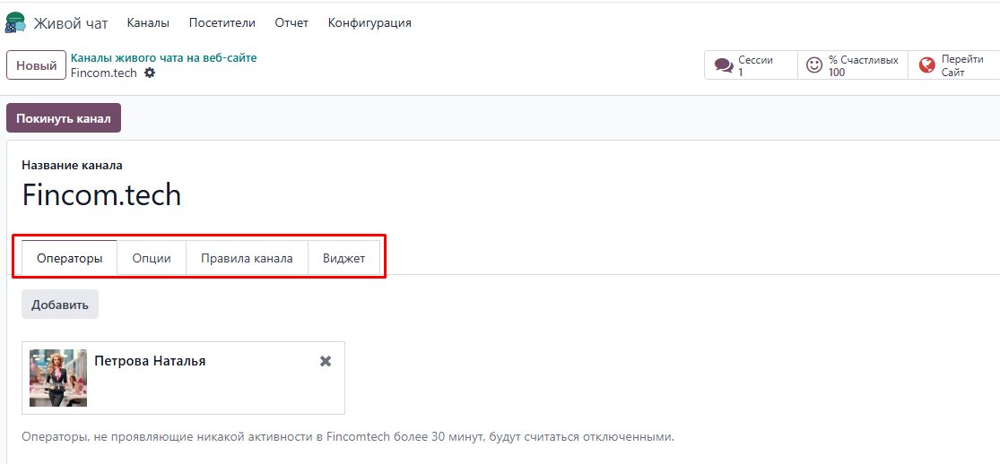 Живой чат Каналы Посетители Отчет Конфигурация
Новый
Каналы живого чата на веб-сайте
Fincom.tech
Сессии
1
% Счастливых
100
Перейти
Сайт
Покинуть канал
Название канала
Fincom.tech
Операторы Опции Правила канала Виджет
Добавить
Петрова Наталья
Операторы, не проявляющие никакой активности в Fincomtech более 30 минут, будут считаться отключенными.